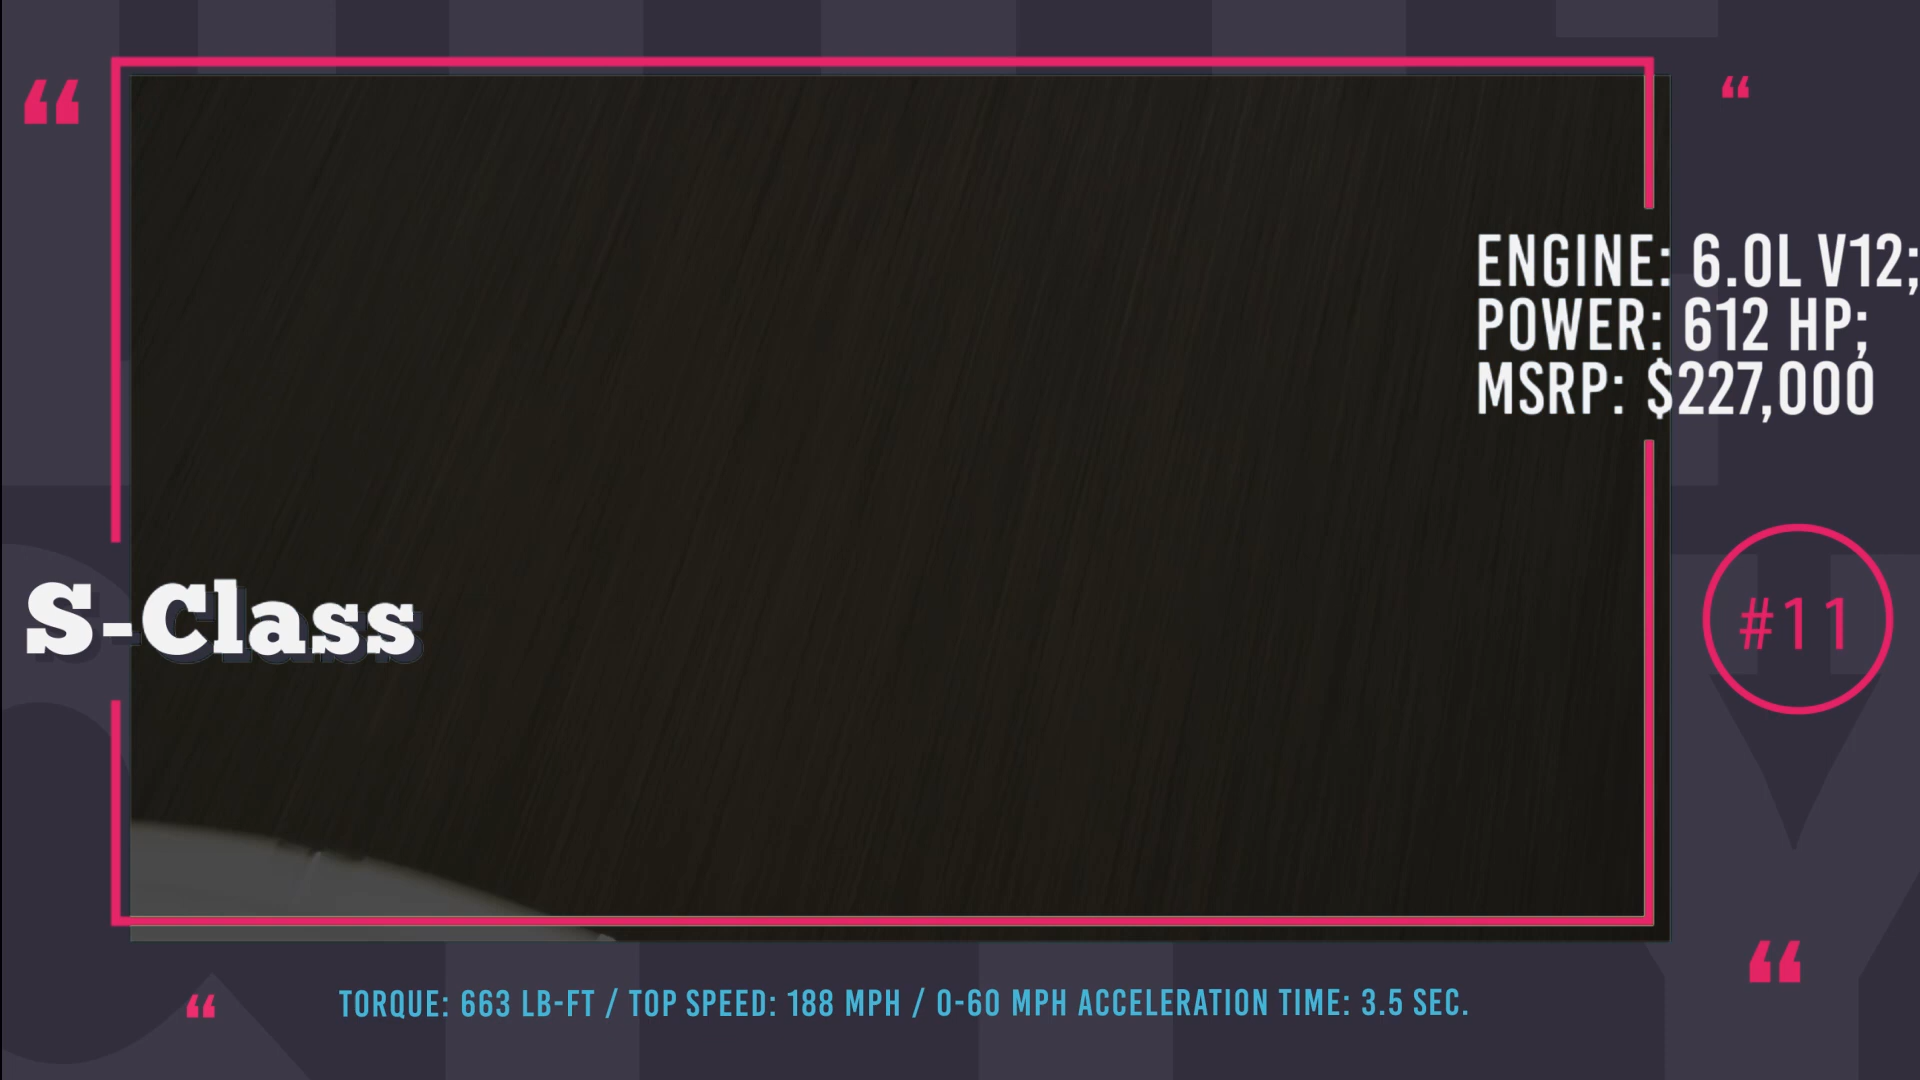 ENGINE: 6.0L V12;
POWER: 612 HP;
MSRP: $227,000
S-Class
#11
TORQUE: 663 LB-FT / TOP SPEED: 188 MPH / 0-60 MPH ACCELERATION TIME: 3.5 SEC.